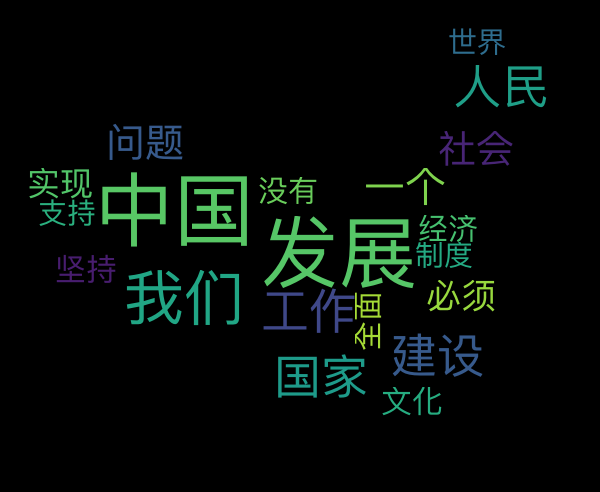 世界
人民
社会
问题
一个
实现
没有
中国
支持
发展
经济
制度
坚持
我们
必须
工作
全面
建设
国家
文化